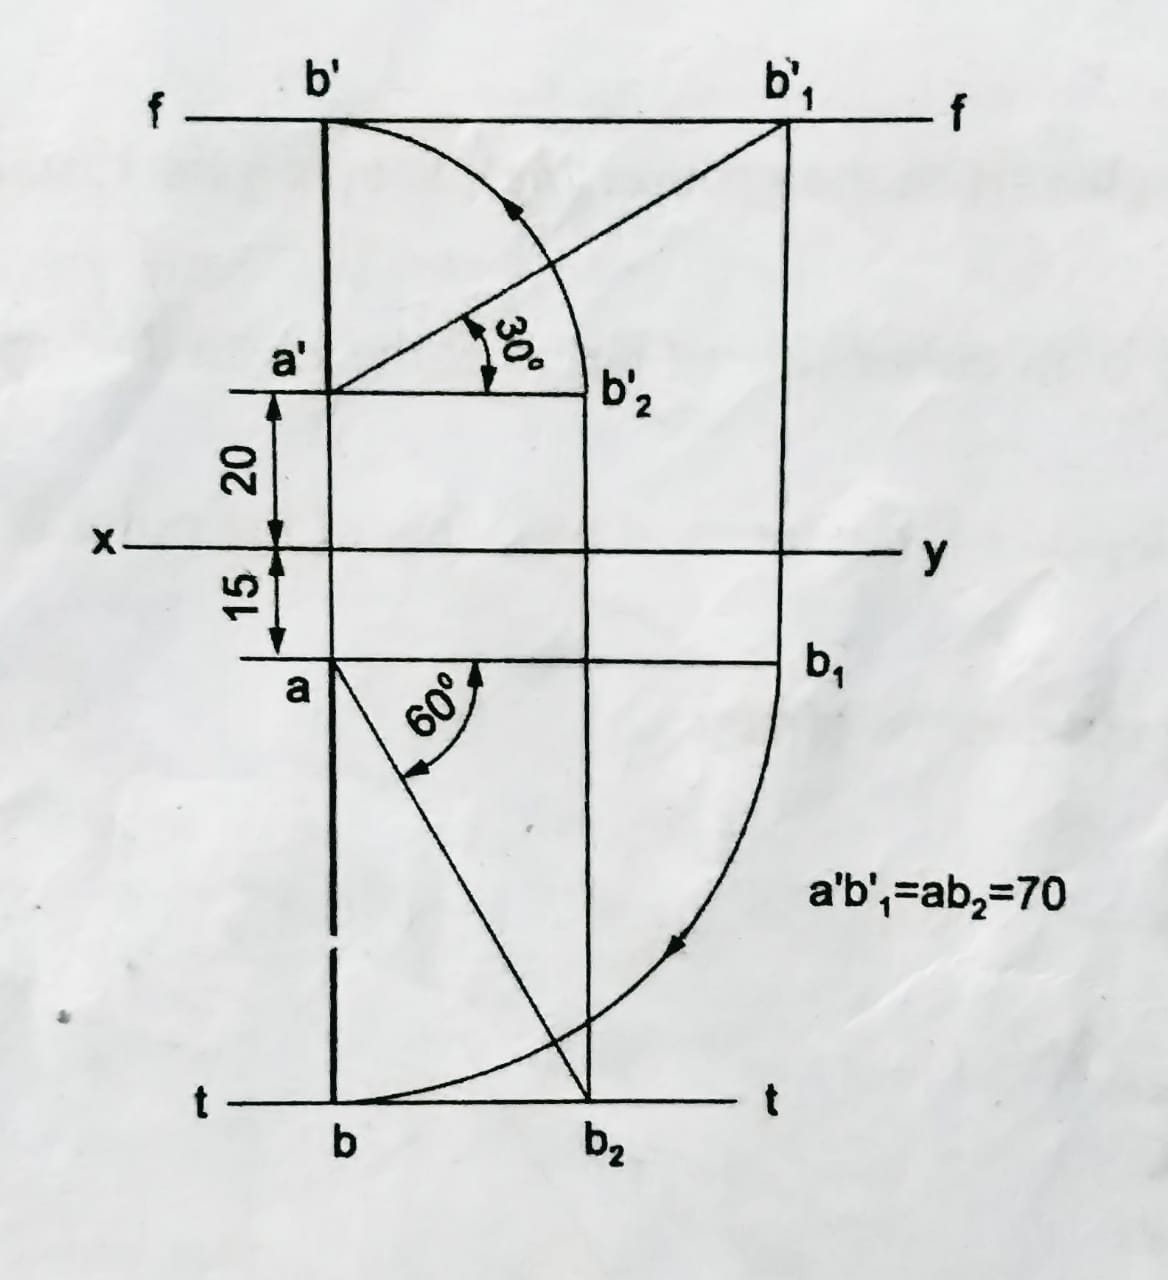 b' b'₁
f f
a' 30° b'₂
20
x y
15
a 60° b₁
a'b'₁=ab₂=70
t t
b b₂